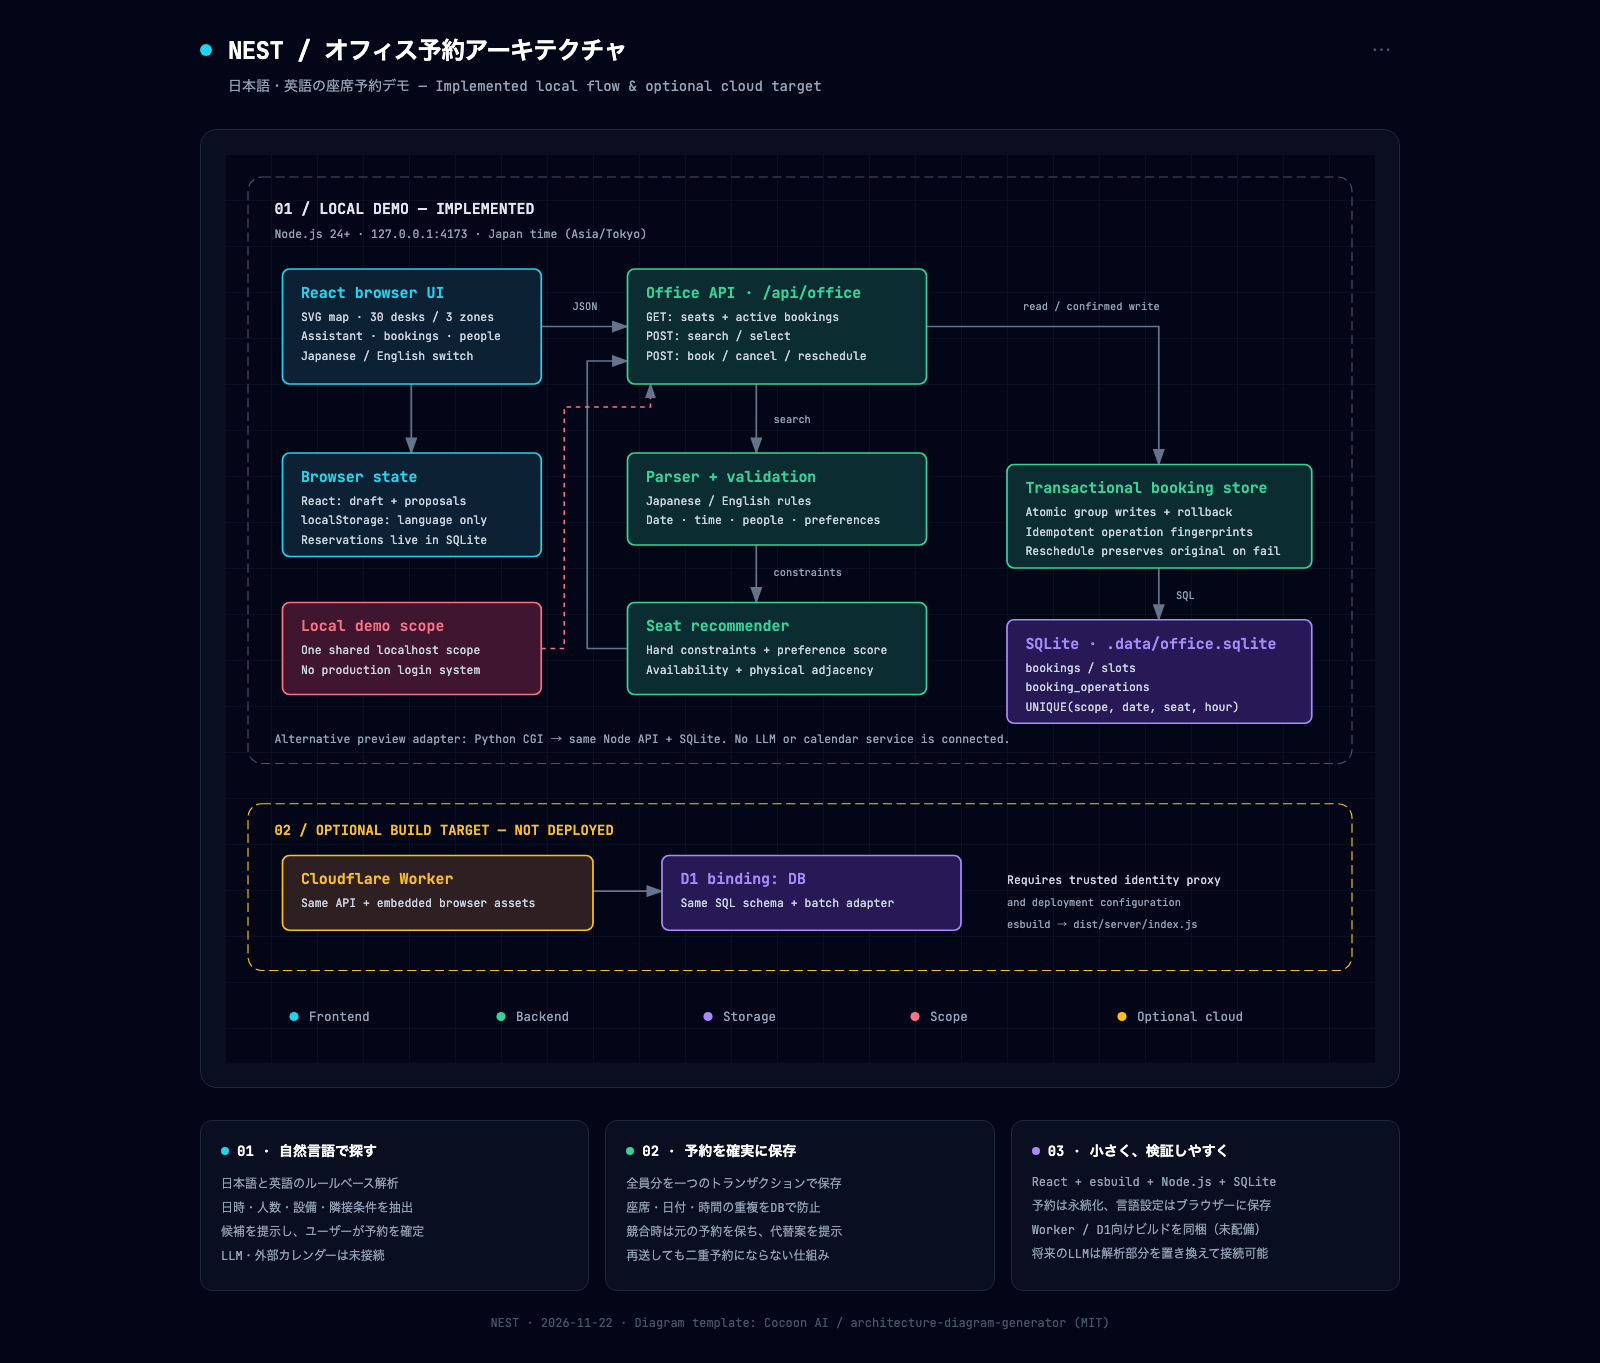 NEST / オフィス予約アーキテクチャ
...
日本語・英語の座席予約デモ — Implemented local flow & optional cloud target
01 / LOCAL DEMO — IMPLEMENTED
Node.js 24+ · 127.0.0.1:4173 · Japan time (Asia/Tokyo)
React browser UI
SVG map · 30 desks / 3 zones
Assistant · bookings · people
Japanese / English switch
JSON
Office API · /api/office
GET: seats + active bookings
POST: search / select
POST: book / cancel / reschedule
read / confirmed write
search
Browser state
React: draft + proposals
localStorage: language only
Reservations live in SQLite
Parser + validation
Japanese / English rules
Date · time · people · preferences
Transactional booking store
Atomic group writes + rollback
Idempotent operation fingerprints
Reschedule preserves original on fail
constraints
SQL
Local demo scope
One shared localhost scope
No production login system
Seat recommender
Hard constraints + preference score
Availability + physical adjacency
SQLite · .data/office.sqlite
bookings / slots
booking_operations
UNIQUE(scope, date, seat, hour)
Alternative preview adapter: Python CGI → same Node API + SQLite. No LLM or calendar service is connected.
02 / OPTIONAL BUILD TARGET — NOT DEPLOYED
Cloudflare Worker
Same API + embedded browser assets
D1 binding: DB
Same SQL schema + batch adapter
Requires trusted identity proxy
and deployment configuration
esbuild → dist/server/index.js
Frontend
Backend
Storage
Scope
Optional cloud
01 · 自然言語で探す
日本語と英語のルールベース解析
日時・人数・設備・隣接条件を抽出
候補を提示し、ユーザーが予約を確定
LLM・外部カレンダーは未接続
02 · 予約を確実に保存
全員分を一つのトランザクションで保存
座席・日付・時間の重複をDBで防止
競合時は元の予約を保ち、代替案を提示
再送しても二重予約にならない仕組み
03 · 小さく、検証しやすく
React + esbuild + Node.js + SQLite
予約は永続化、言語設定はブラウザーに保存
Worker / D1向けビルドを同梱（未配備）
将来のLLMは解析部分を置き換えて接続可能
NEST · 2026-11-22 · Diagram template: Cocoon AI / architecture-diagram-generator (MIT)